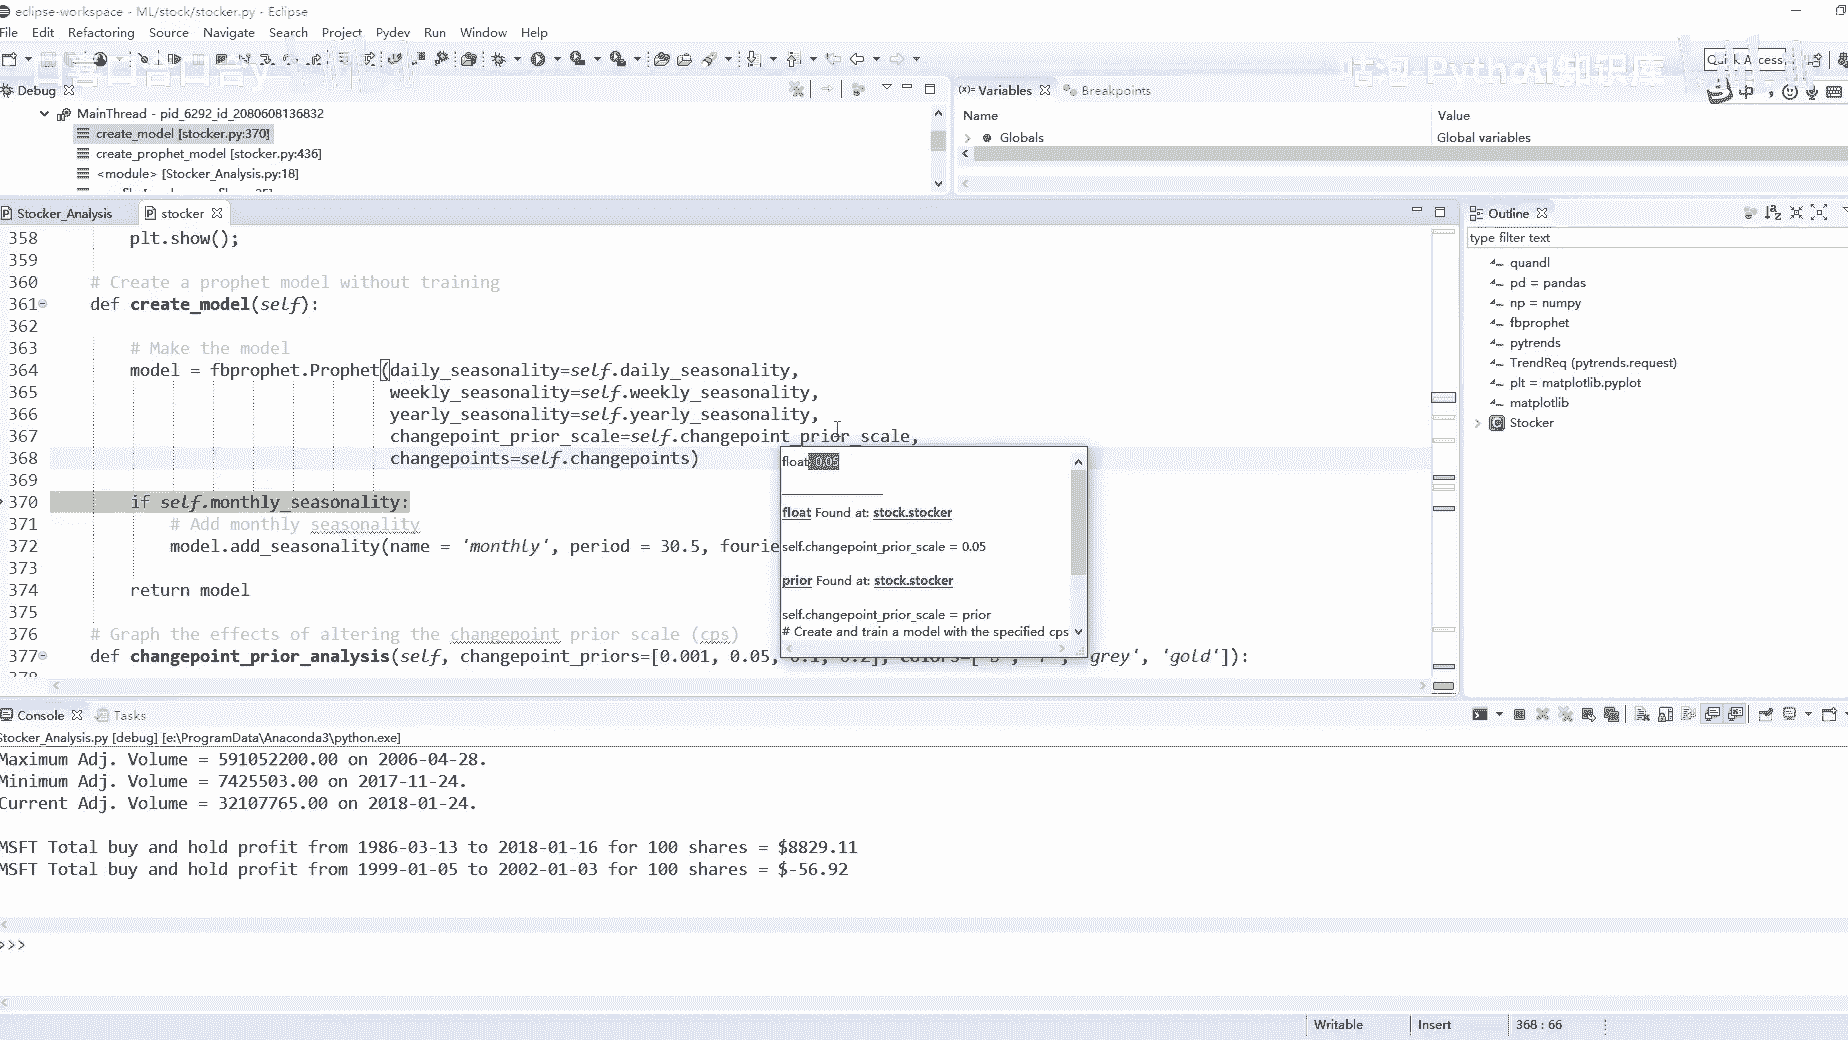 eclipse-workspace - ML/stock/stocker.py - Eclipse
File Edit Refactoring Source Navigate Search Project Pydev Run Window Help
Quick Access
Debug
MainThread - pid_6292_id_2080608136832
create_model [stocker.py:370]
create_prophet_model [stocker.py:436]
<module> [Stocker_Analysis.py:18]
(x)= Variables Breakpoints
Name Value
Globals Global variables
Stocker_Analysis stocker
358 plt.show();
359
360 # Create a prophet model without training
361 def create_model(self):
362
363 # Make the model
364 model = fbprophet.Prophet(daily_seasonality=self.daily_seasonality,
365 weekly_seasonality=self.weekly_seasonality,
366 yearly_seasonality=self.yearly_seasonality,
367 changepoint_prior_scale=self.changepoint_prior_scale,
368 changepoints=self.changepoints)
369
370 if self.monthly_seasonality:
371 # Add monthly seasonality
372 model.add_seasonality(name = 'monthly', period = 30.5, fourie
373
374 return model
375
376 # Graph the effects of altering the changepoint prior scale (cps)
377 def changepoint_prior_analysis(self, changepoint_priors=[0.001, 0.05, 'grey', 'gold']):
float: 0.05
float Found at: stock.stocker
self.changepoint_prior_scale = 0.05
prior Found at: stock.stocker
self.changepoint_prior_scale = prior
# Create and train a model with the specified cps
Outline
type filter text
quandl
pd = pandas
np = numpy
fbprophet
pytrends
TrendReq (pytrends.request)
plt = matplotlib.pyplot
matplotlib
Stocker
Console Tasks
Stocker_Analysis.py [debug] [e:\ProgramData\Anaconda3\python.exe]
Maximum Adj. Volume = 591052200.00 on 2006-04-28.
Minimum Adj. Volume = 7425503.00 on 2017-11-24.
Current Adj. Volume = 32107765.00 on 2018-01-24.
MSFT Total buy and hold profit from 1986-03-13 to 2018-01-16 for 100 shares = $8829.11
MSFT Total buy and hold profit from 1999-01-05 to 2002-01-03 for 100 shares = $-56.92
>>>
Writable Insert 368 : 66